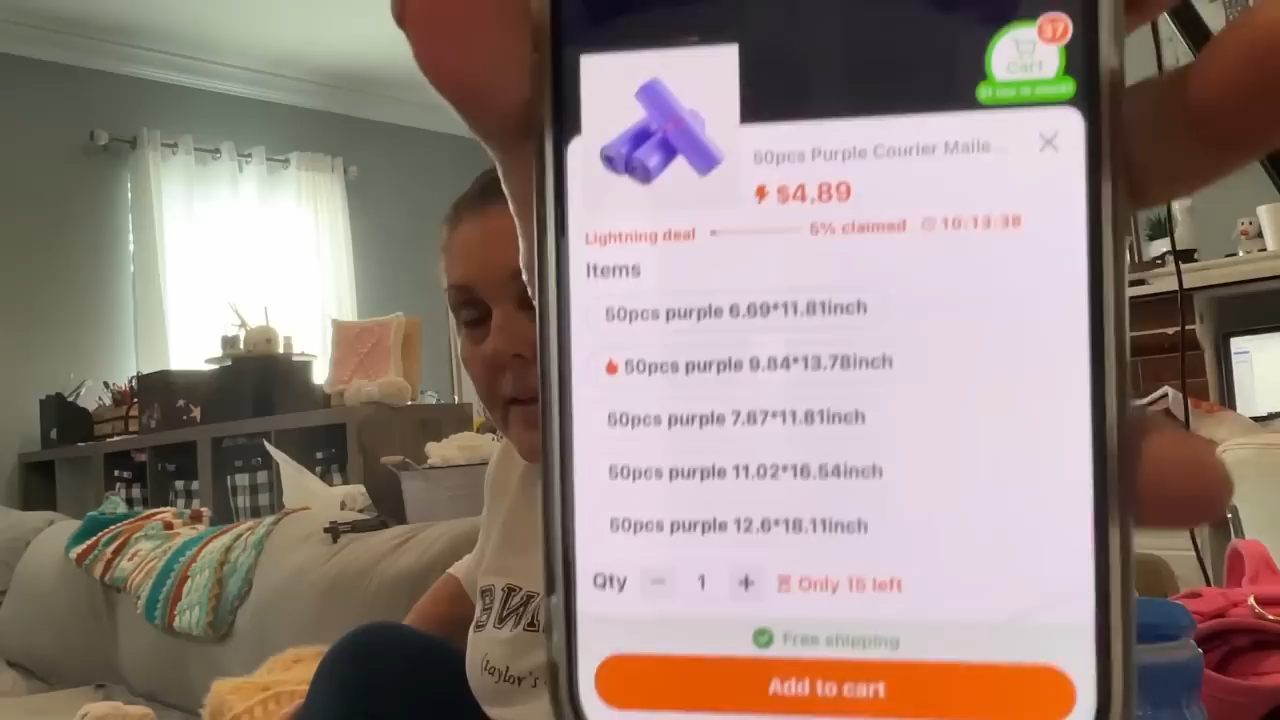 37
Cart
50pcs Purple Courier Maile...
$4.89
Lightning deal
5% claimed
10:13:38
Items
50pcs purple 6.69*11.81inch
50pcs purple 9.84*13.78inch
50pcs purple 7.87*11.81inch
50pcs purple 11.02*16.54inch
50pcs purple 12.6*18.11inch
Qty
1
Only 15 left
Free shipping
Add to cart
(taylor's